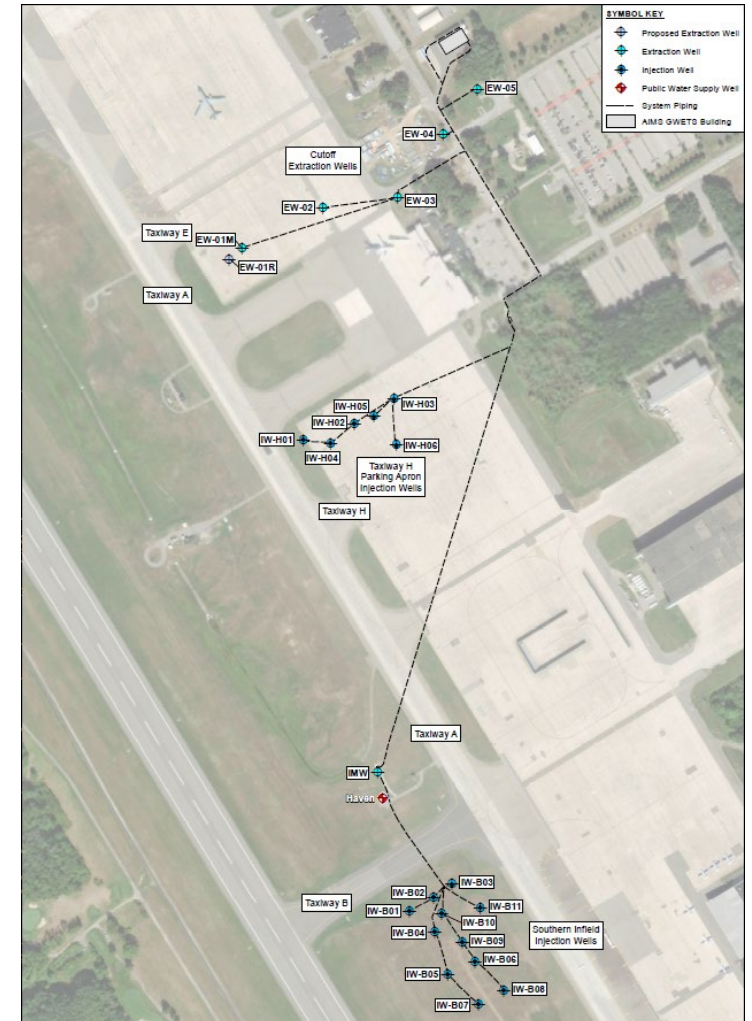 SYMBOL KEY
Proposed Extraction Well
Extraction Well
Injection Well
Public Water Supply Well
System Piping
AIMS GWETS Building
EW-05
EW-04
Cutoff
Extraction Wells
EW-03
EW-02
Taxiway E
EW-01M
EW-01R
Taxiway A
IW-H03
IW-H05
IW-H02
IW-H01
IW-H04
IW-H06
Taxiway H
Parking Apron
Injection Wells
Taxiway H
Taxiway A
IMW
Haven
IW-B03
IW-B02
Taxiway B
IW-B01
IW-B11
IW-B10
IW-B04
Southern Infield
Injection Wells
IW-B09
IW-B06
IW-B05
IW-B08
IW-B07